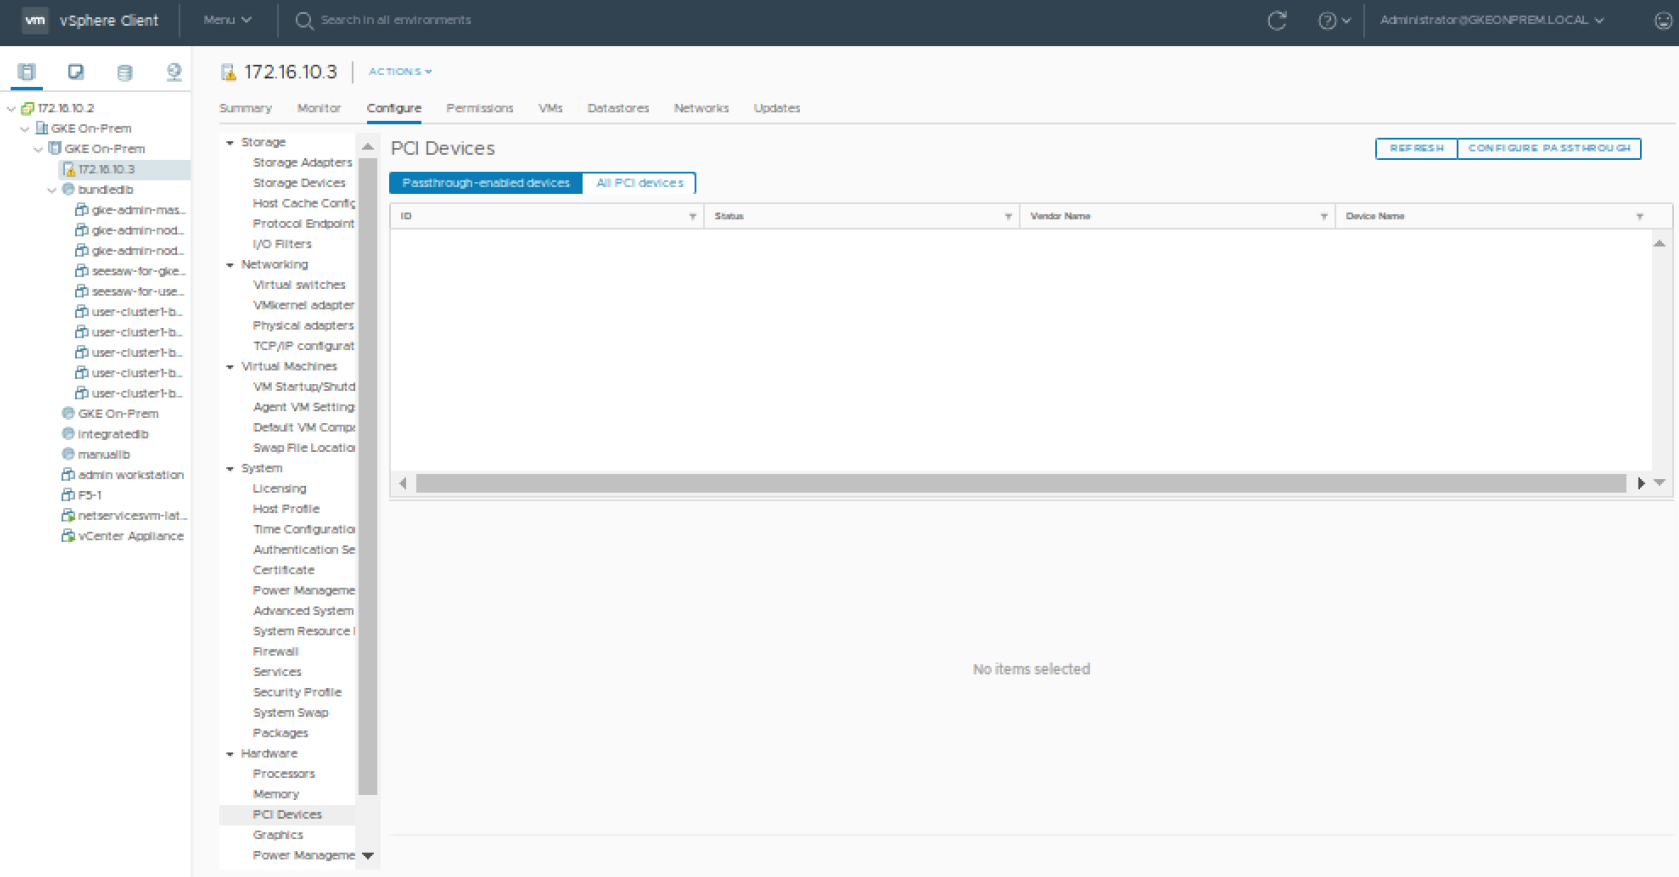 vm vSphere Client Menu Search in all environments Administrator@GKEONPREM.LOCAL
172.16.10.2
GKE On-Prem
GKE On-Prem
172.16.10.3
bundledlb
gke-admin-mas...
gke-admin-nod...
gke-admin-nod...
seesaw-for-gke...
seesaw-for-use...
user-cluster1-b...
user-cluster1-b...
user-cluster1-b...
user-cluster1-b...
user-cluster1-b...
GKE On-Prem
integratedlb
manuallb
admin workstation
F5-1
netservicesvm-lat...
vCenter Appliance
172.16.10.3 ACTIONS
Summary Monitor Configure Permissions VMs Datastores Networks Updates
Storage
Storage Adapters
Storage Devices
Host Cache Config
Protocol Endpoint
I/O Filters
Networking
Virtual switches
VMkernel adapter
Physical adapters
TCP/IP configurat
Virtual Machines
VM Startup/Shutd
Agent VM Setting
Default VM Compa
Swap File Locatio
System
Licensing
Host Profile
Time Configuratio
Authentication Se
Certificate
Power Manageme
Advanced System
System Resource
Firewall
Services
Security Profile
System Swap
Packages
Hardware
Processors
Memory
PCI Devices
Graphics
Power Manageme
PCI Devices
REFRESH CONFIGURE PASSTHROUGH
Passthrough-enabled devices All PCI devices
ID Status Vendor Name Device Name
No items selected